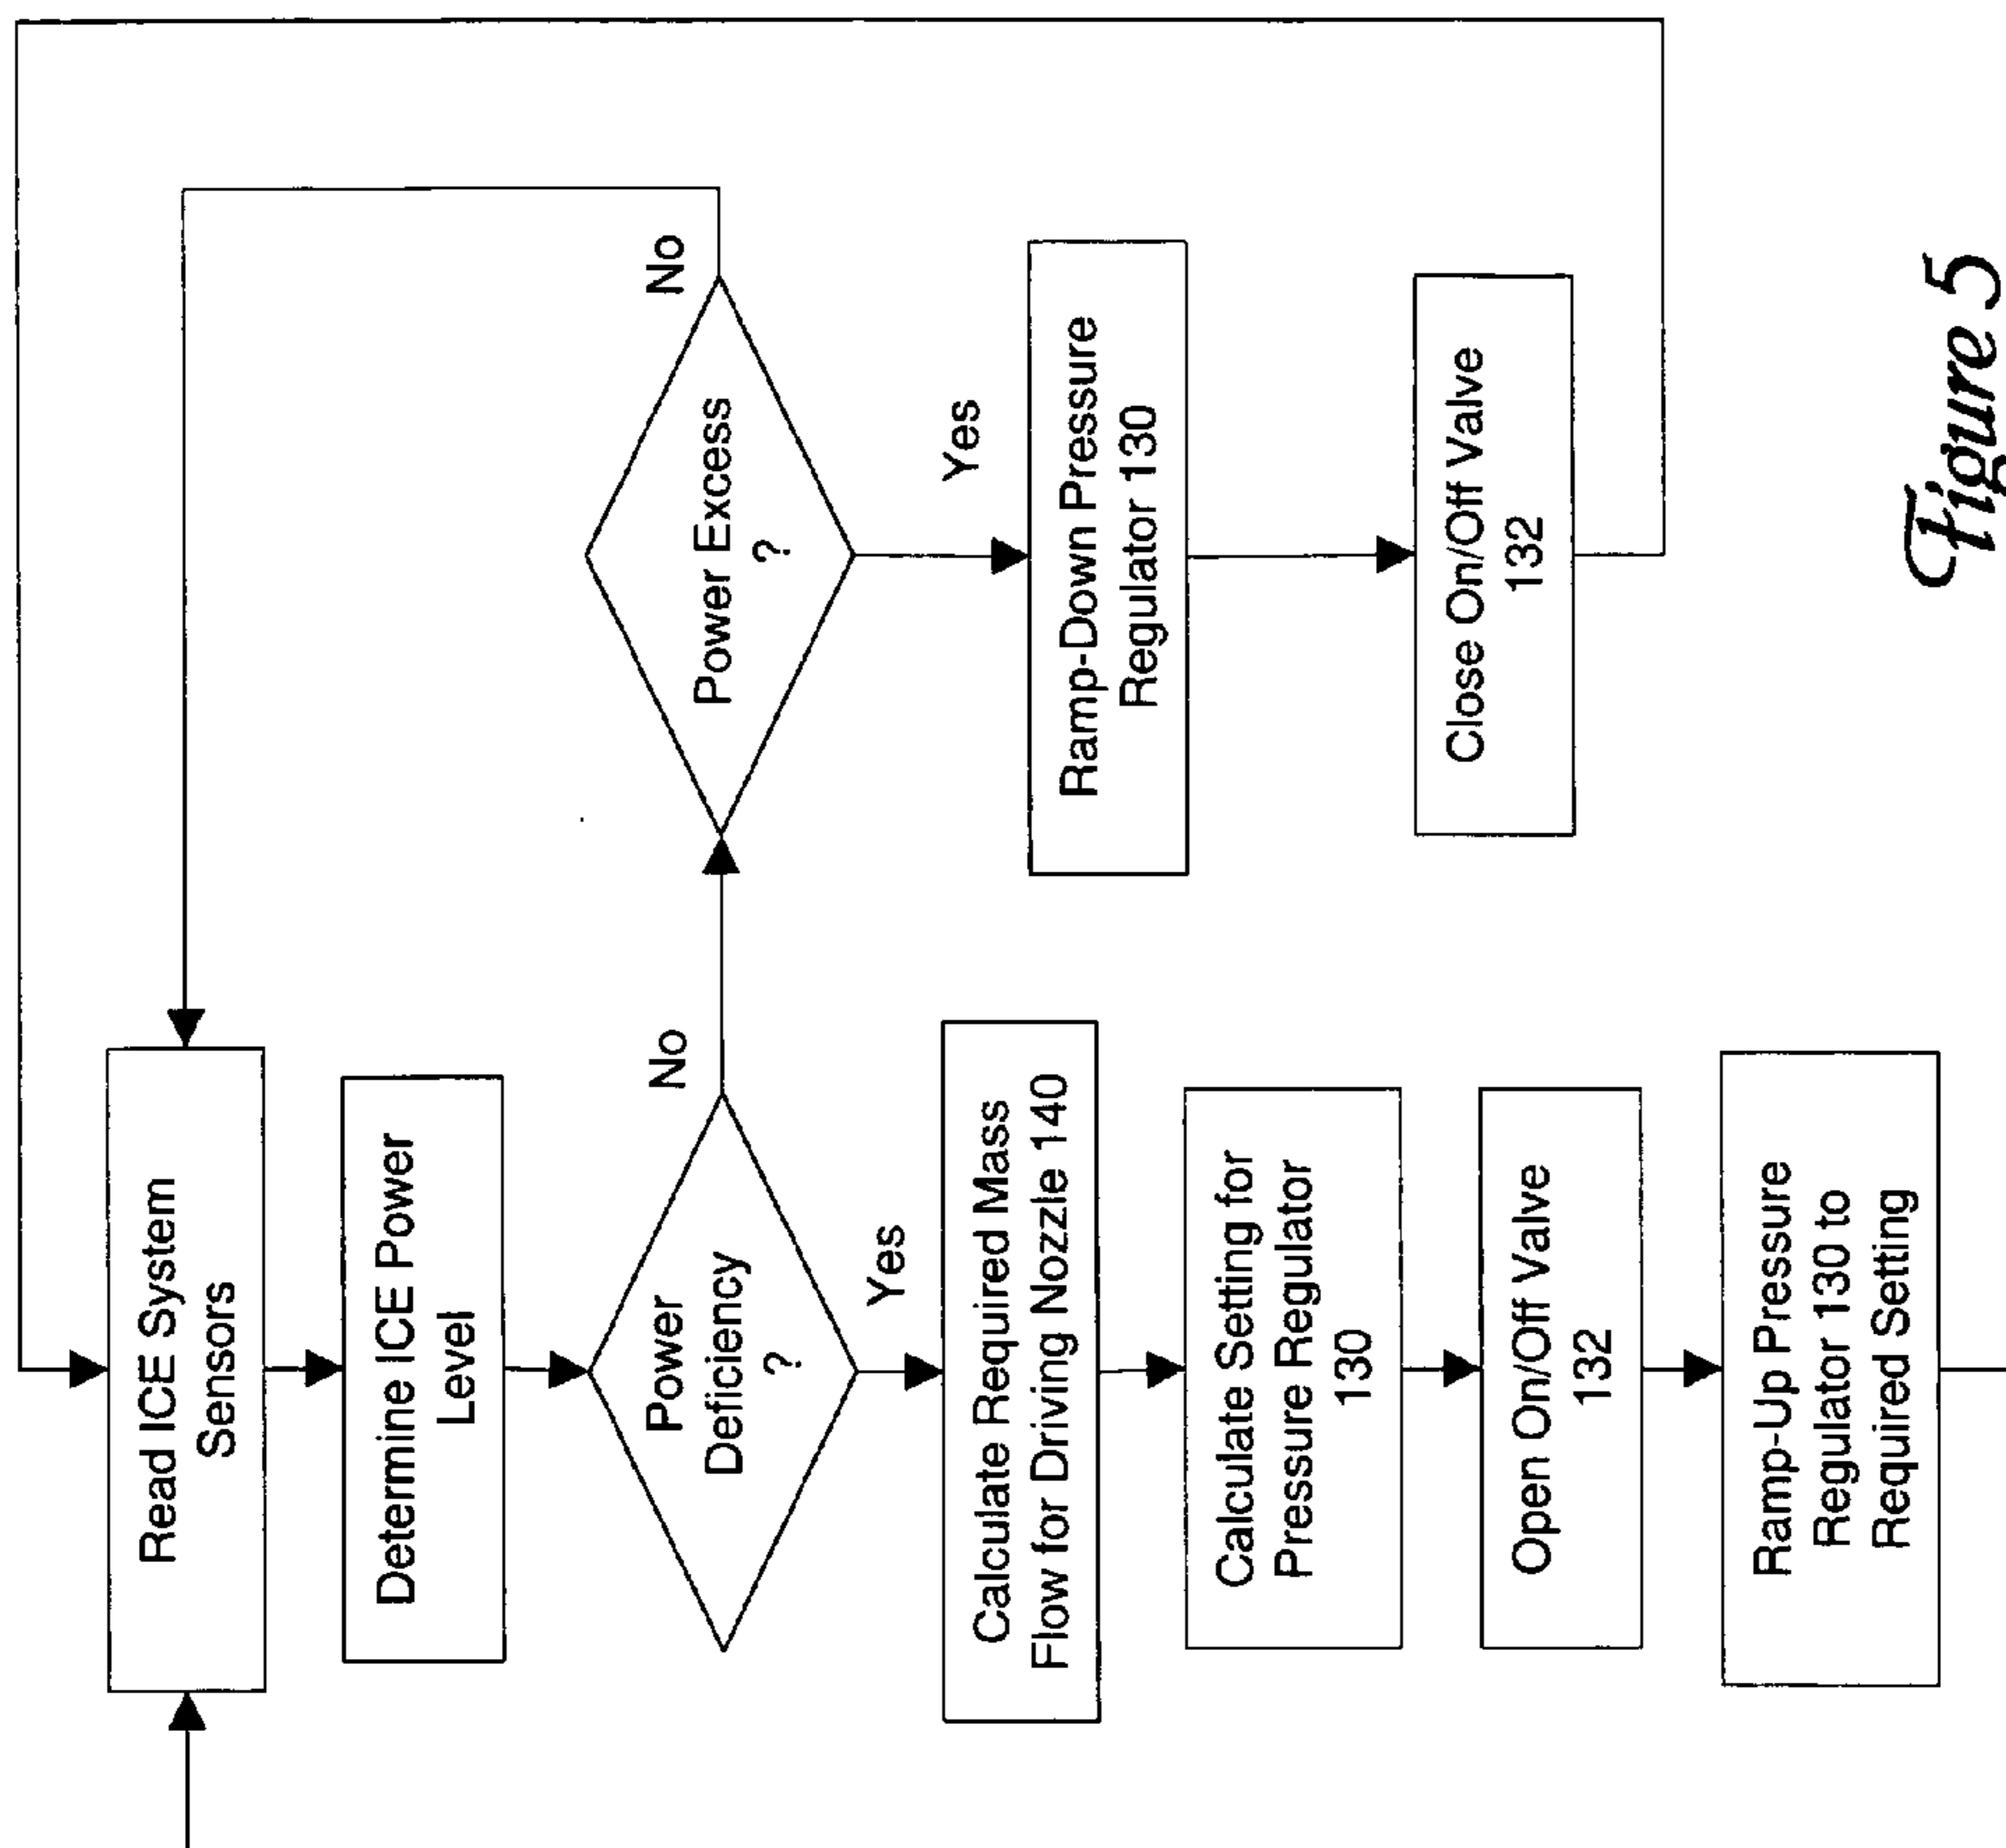 Read ICE System
Sensors
Determine ICE Power
Level
Power
Deficiency
?
No
Yes
Power Excess
?
No
Yes
Calculate Required Mass
Flow for Driving Nozzle 140
Calculate Setting for
Pressure Regulator
130
Open On/Off Valve
132
Ramp-Up Pressure
Regulator 130 to
Required Setting
Ramp-Down Pressure
Regulator 130
Close On/Off Valve
132
Figure 5